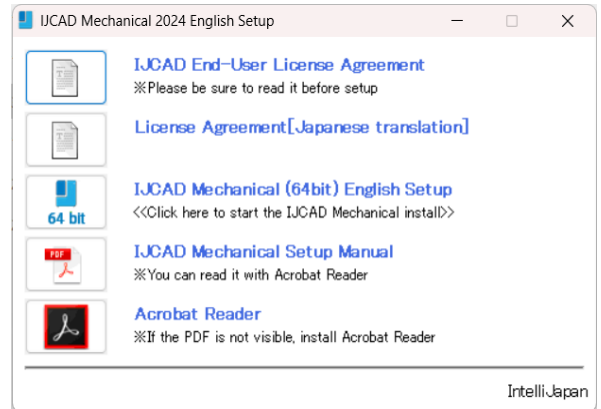 IJCAD Mechanical 2024 English Setup
IJCAD End-User License Agreement
※Please be sure to read it before setup
License Agreement[Japanese translation]
64 bit
IJCAD Mechanical (64bit) English Setup
<<Click here to start the IJCAD Mechanical install>>
PDF
IJCAD Mechanical Setup Manual
※You can read it with Acrobat Reader
Acrobat Reader
※If the PDF is not visible, install Acrobat Reader
IntelliJapan